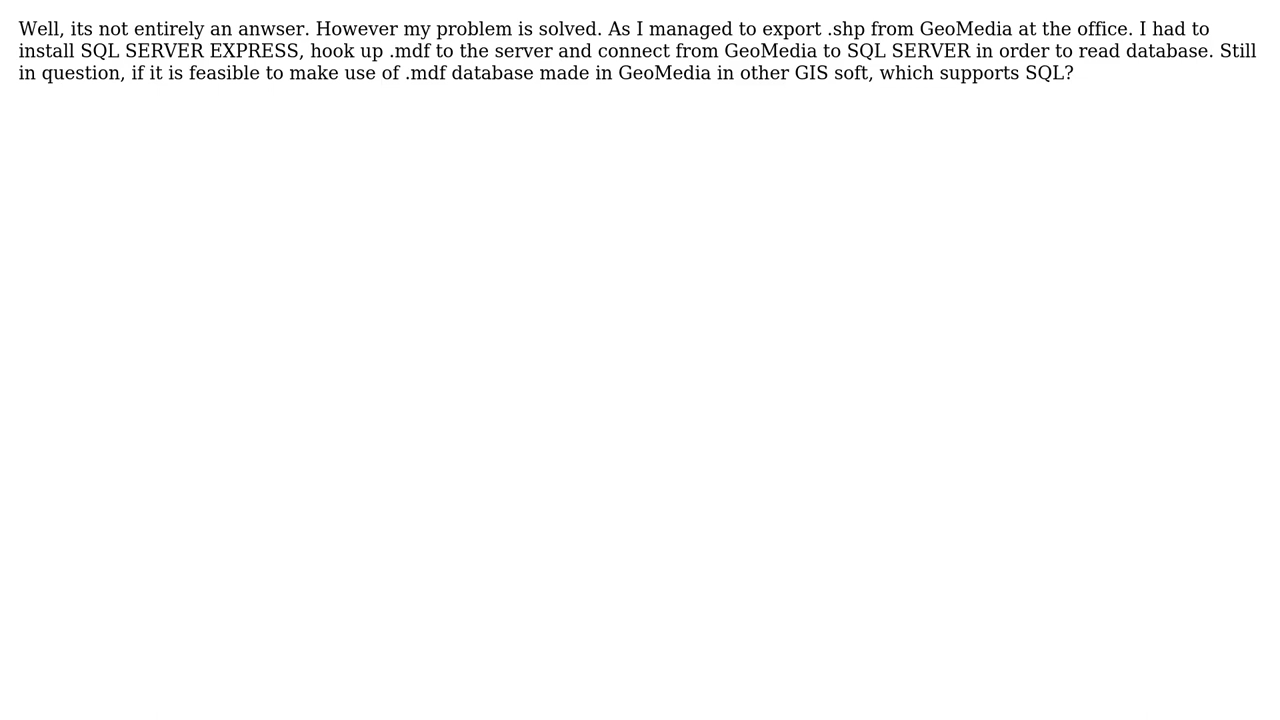 Well, its not entirely an anwser. However my problem is solved. As I managed to export .shp from GeoMedia at the office. I had to
install SQL SERVER EXPRESS, hook up .mdf to the server and connect from GeoMedia to SQL SERVER in order to read database. Still
in question, if it is feasible to make use of .mdf database made in GeoMedia in other GIS soft, which supports SQL?